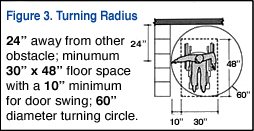 Figure 3. Turning Radius
24” away from other
obstacle; minumum
30” x 48” floor space
with a 10” minimum
for door swing; 60”
diameter turning circle.
24"
48"
60"
10" 30"